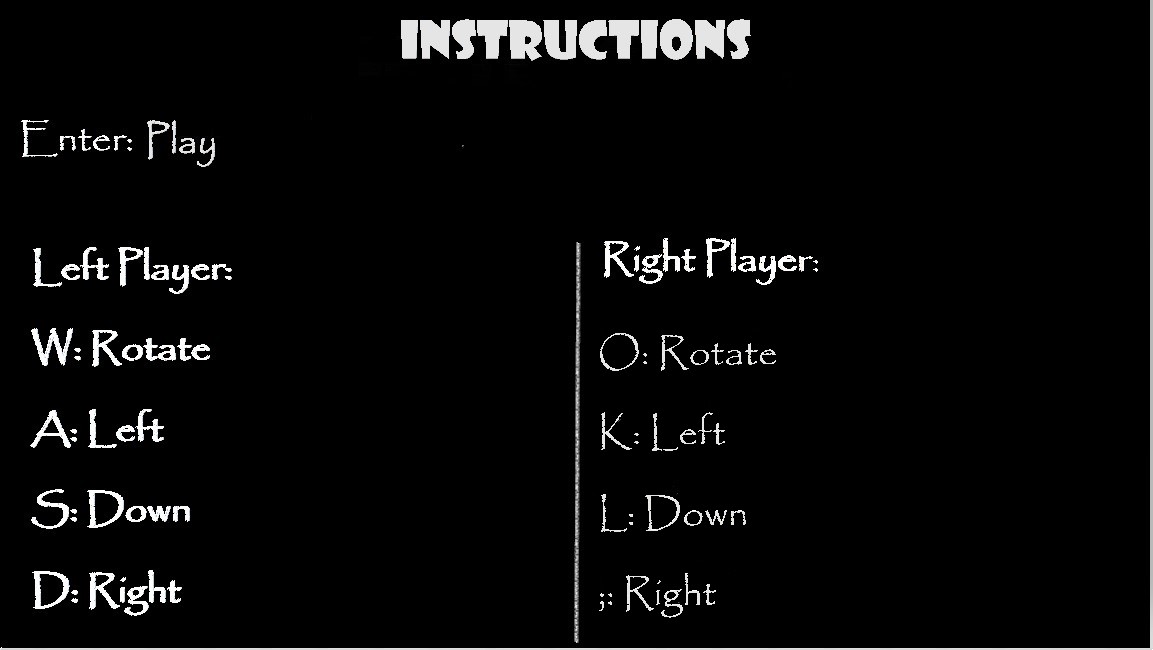 INSTRUCTIONS
Enter: Play
Left Player:
W: Rotate
A: Left
S: Down
D: Right
Right Player:
O: Rotate
K: Left
L: Down
;: Right